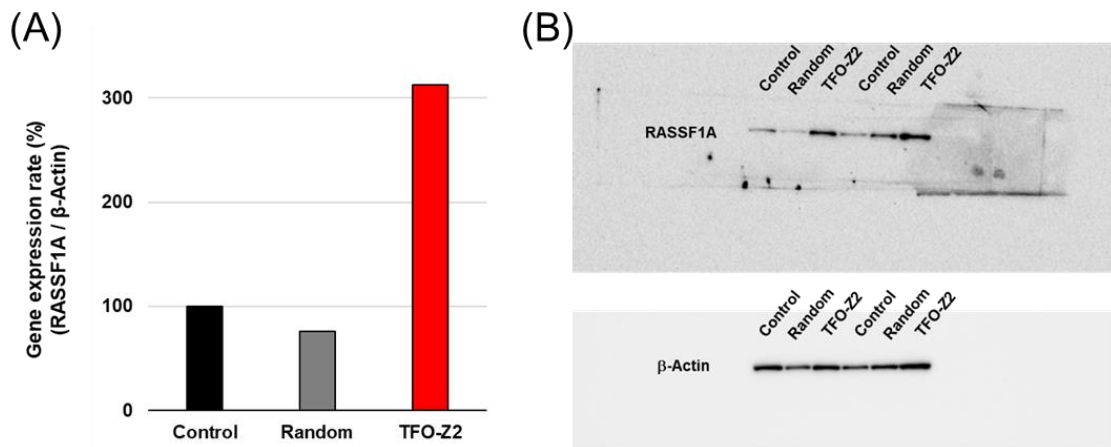 (A)
Gene expression rate (%)
(RASSF1A / β-Actin)
300
200
100
0
Control Random TFO-Z2
(B)
Control Random TFO-Z2 Control Random TFO-Z2
RASSF1A
Control Random TFO-Z2 Control Random TFO-Z2
β-Actin